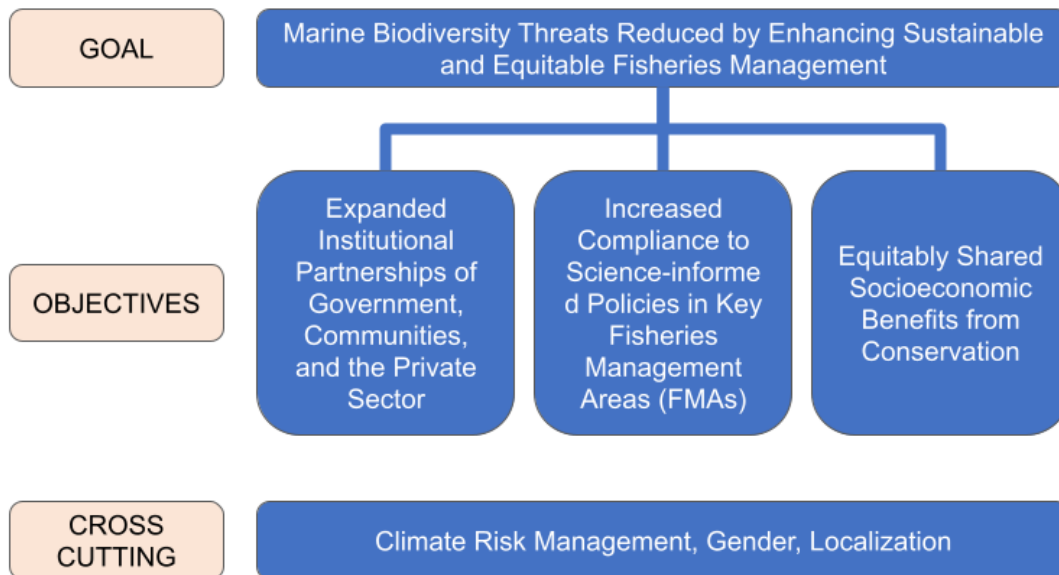 GOAL
Marine Biodiversity Threats Reduced by Enhancing Sustainable
and Equitable Fisheries Management
OBJECTIVES
Expanded
Institutional
Partnerships of
Government,
Communities,
and the Private
Sector
Increased
Compliance to
Science-informe
d Policies in Key
Fisheries
Management
Areas (FMAs)
Equitably Shared
Socioeconomic
Benefits from
Conservation
CROSS
CUTTING
Climate Risk Management, Gender, Localization